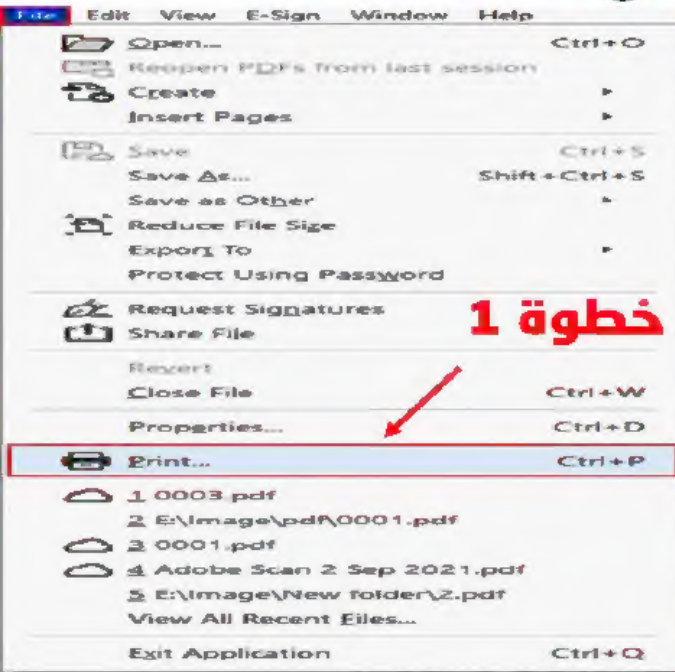 File Edit View E-Sign Window Help
Open... Ctrl+O
Reopen PDFs from last session
Create
Insert Pages
Save Ctrl+S
Save As... Shift+Ctrl+S
Save as Other
Reduce File Size
Export To
Protect Using Password
Request Signatures
خطوة 1
Share File
Revert
Close File Ctrl+W
Properties... Ctrl+D
Print... Ctrl+P
1 0003.pdf
2 E:\Image\pdf\0001.pdf
3 0001.pdf
4 Adobe Scan 2 Sep 2021.pdf
5 E:\Image\New folder\2.pdf
View All Recent Files...
Exit Application Ctrl+Q